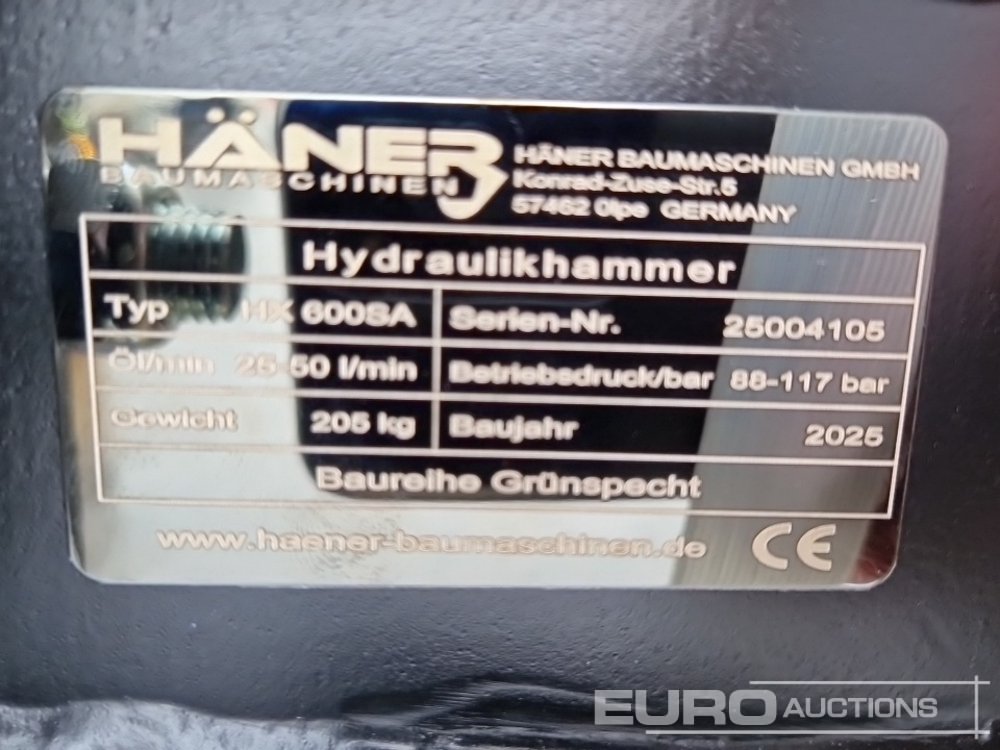 HÄNER
BAUMASCHINEN
HÄNER BAUMASCHINEN GMBH
Konrad-Zuse-Str.5
57462 Olpe GERMANY
Hydraulikhammer
Typ HX 600SA Serien-Nr. 25004105
Öl/min 25-50 l/min Betriebsdruck/bar 88-117 bar
Gewicht 205 kg Baujahr 2025
Baureihe Grünspecht
www.haener-baumaschinen.de CE
EURO AUCTIONS